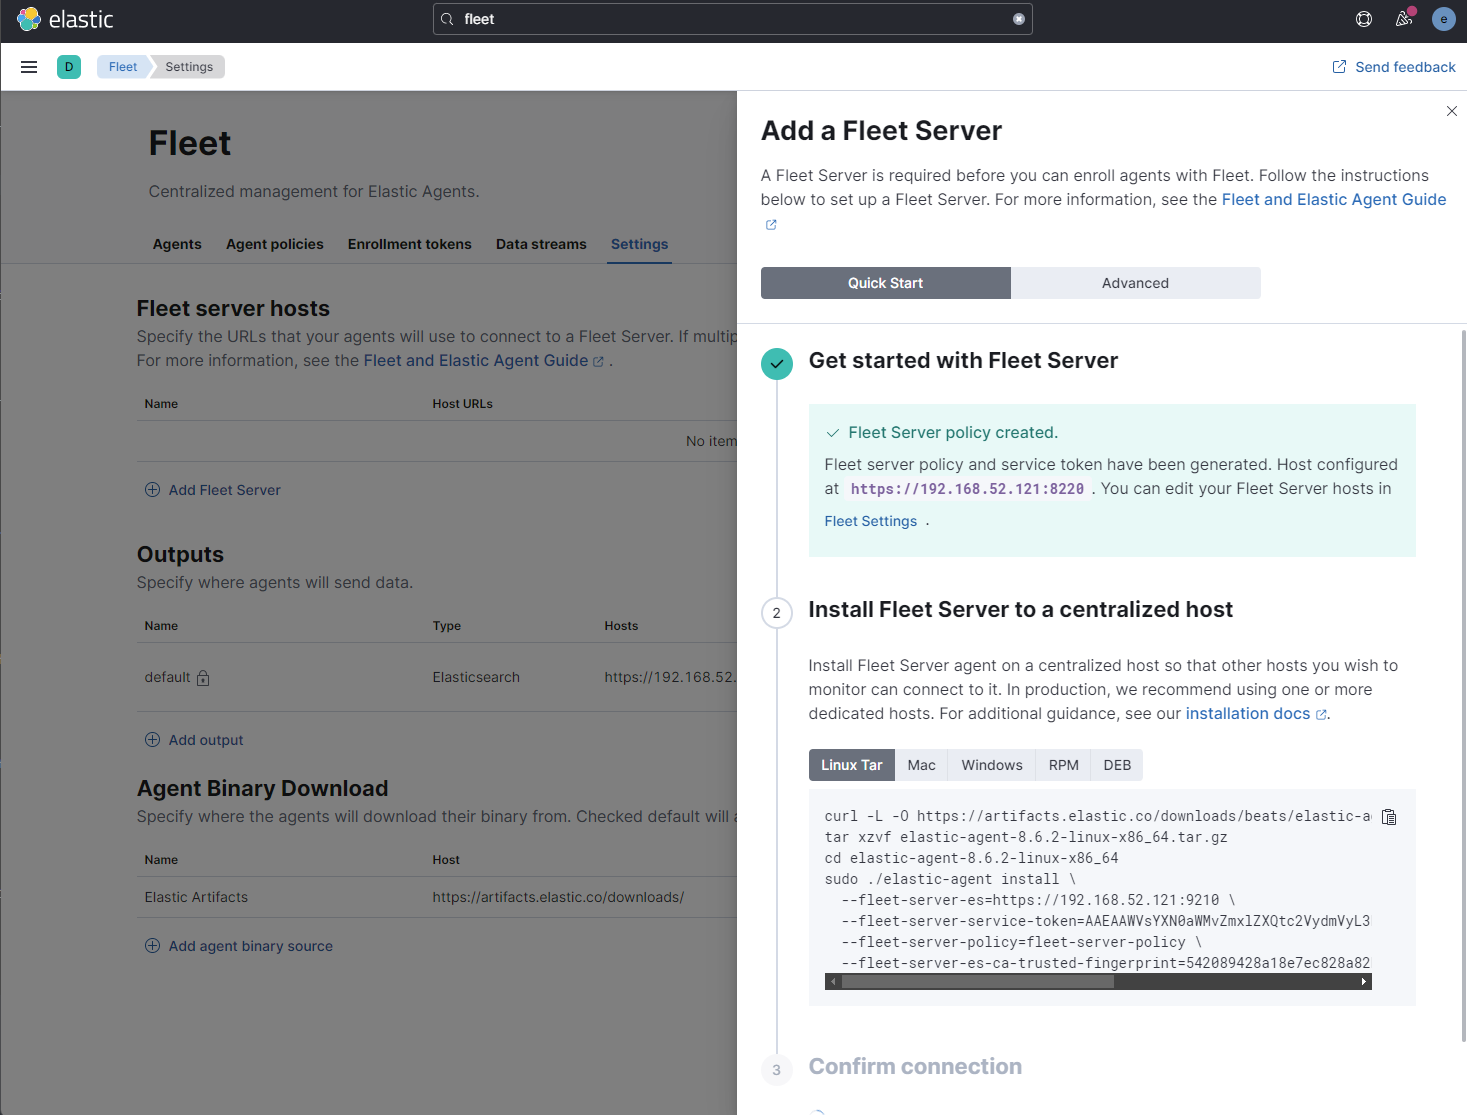 elastic
fleet
e
D
Fleet
Settings
Send feedback
Fleet
Centralized management for Elastic Agents.
Agents
Agent policies
Enrollment tokens
Data streams
Settings
Fleet server hosts
Specify the URLs that your agents will use to connect to a Fleet Server. If multip
For more information, see the Fleet and Elastic Agent Guide .
Name
Host URLs
No item
Add Fleet Server
Outputs
Specify where agents will send data.
Name
Type
Hosts
default
Elasticsearch
https://192.168.52.
Add output
Agent Binary Download
Specify where the agents will download their binary from. Checked default will a
Name
Host
Elastic Artifacts
https://artifacts.elastic.co/downloads/
Add agent binary source
Add a Fleet Server
A Fleet Server is required before you can enroll agents with Fleet. Follow the instructions
below to set up a Fleet Server. For more information, see the Fleet and Elastic Agent Guide
Quick Start
Advanced
Get started with Fleet Server
Fleet Server policy created.
Fleet server policy and service token have been generated. Host configured
at https://192.168.52.121:8220 . You can edit your Fleet Server hosts in
Fleet Settings .
2
Install Fleet Server to a centralized host
Install Fleet Server agent on a centralized host so that other hosts you wish to
monitor can connect to it. In production, we recommend using one or more
dedicated hosts. For additional guidance, see our installation docs .
Linux Tar
Mac
Windows
RPM
DEB
curl -L -O https://artifacts.elastic.co/downloads/beats/elastic-a
tar xzvf elastic-agent-8.6.2-linux-x86_64.tar.gz
cd elastic-agent-8.6.2-linux-x86_64
sudo ./elastic-agent install \
--fleet-server-es=https://192.168.52.121:9210 \
--fleet-server-service-token=AAEAAWVsYXN0aWMvZmxlZXQtc2VydmVyL3
--fleet-server-policy=fleet-server-policy \
--fleet-server-es-ca-trusted-fingerprint=542089428a18e7ec828a82
3
Confirm connection